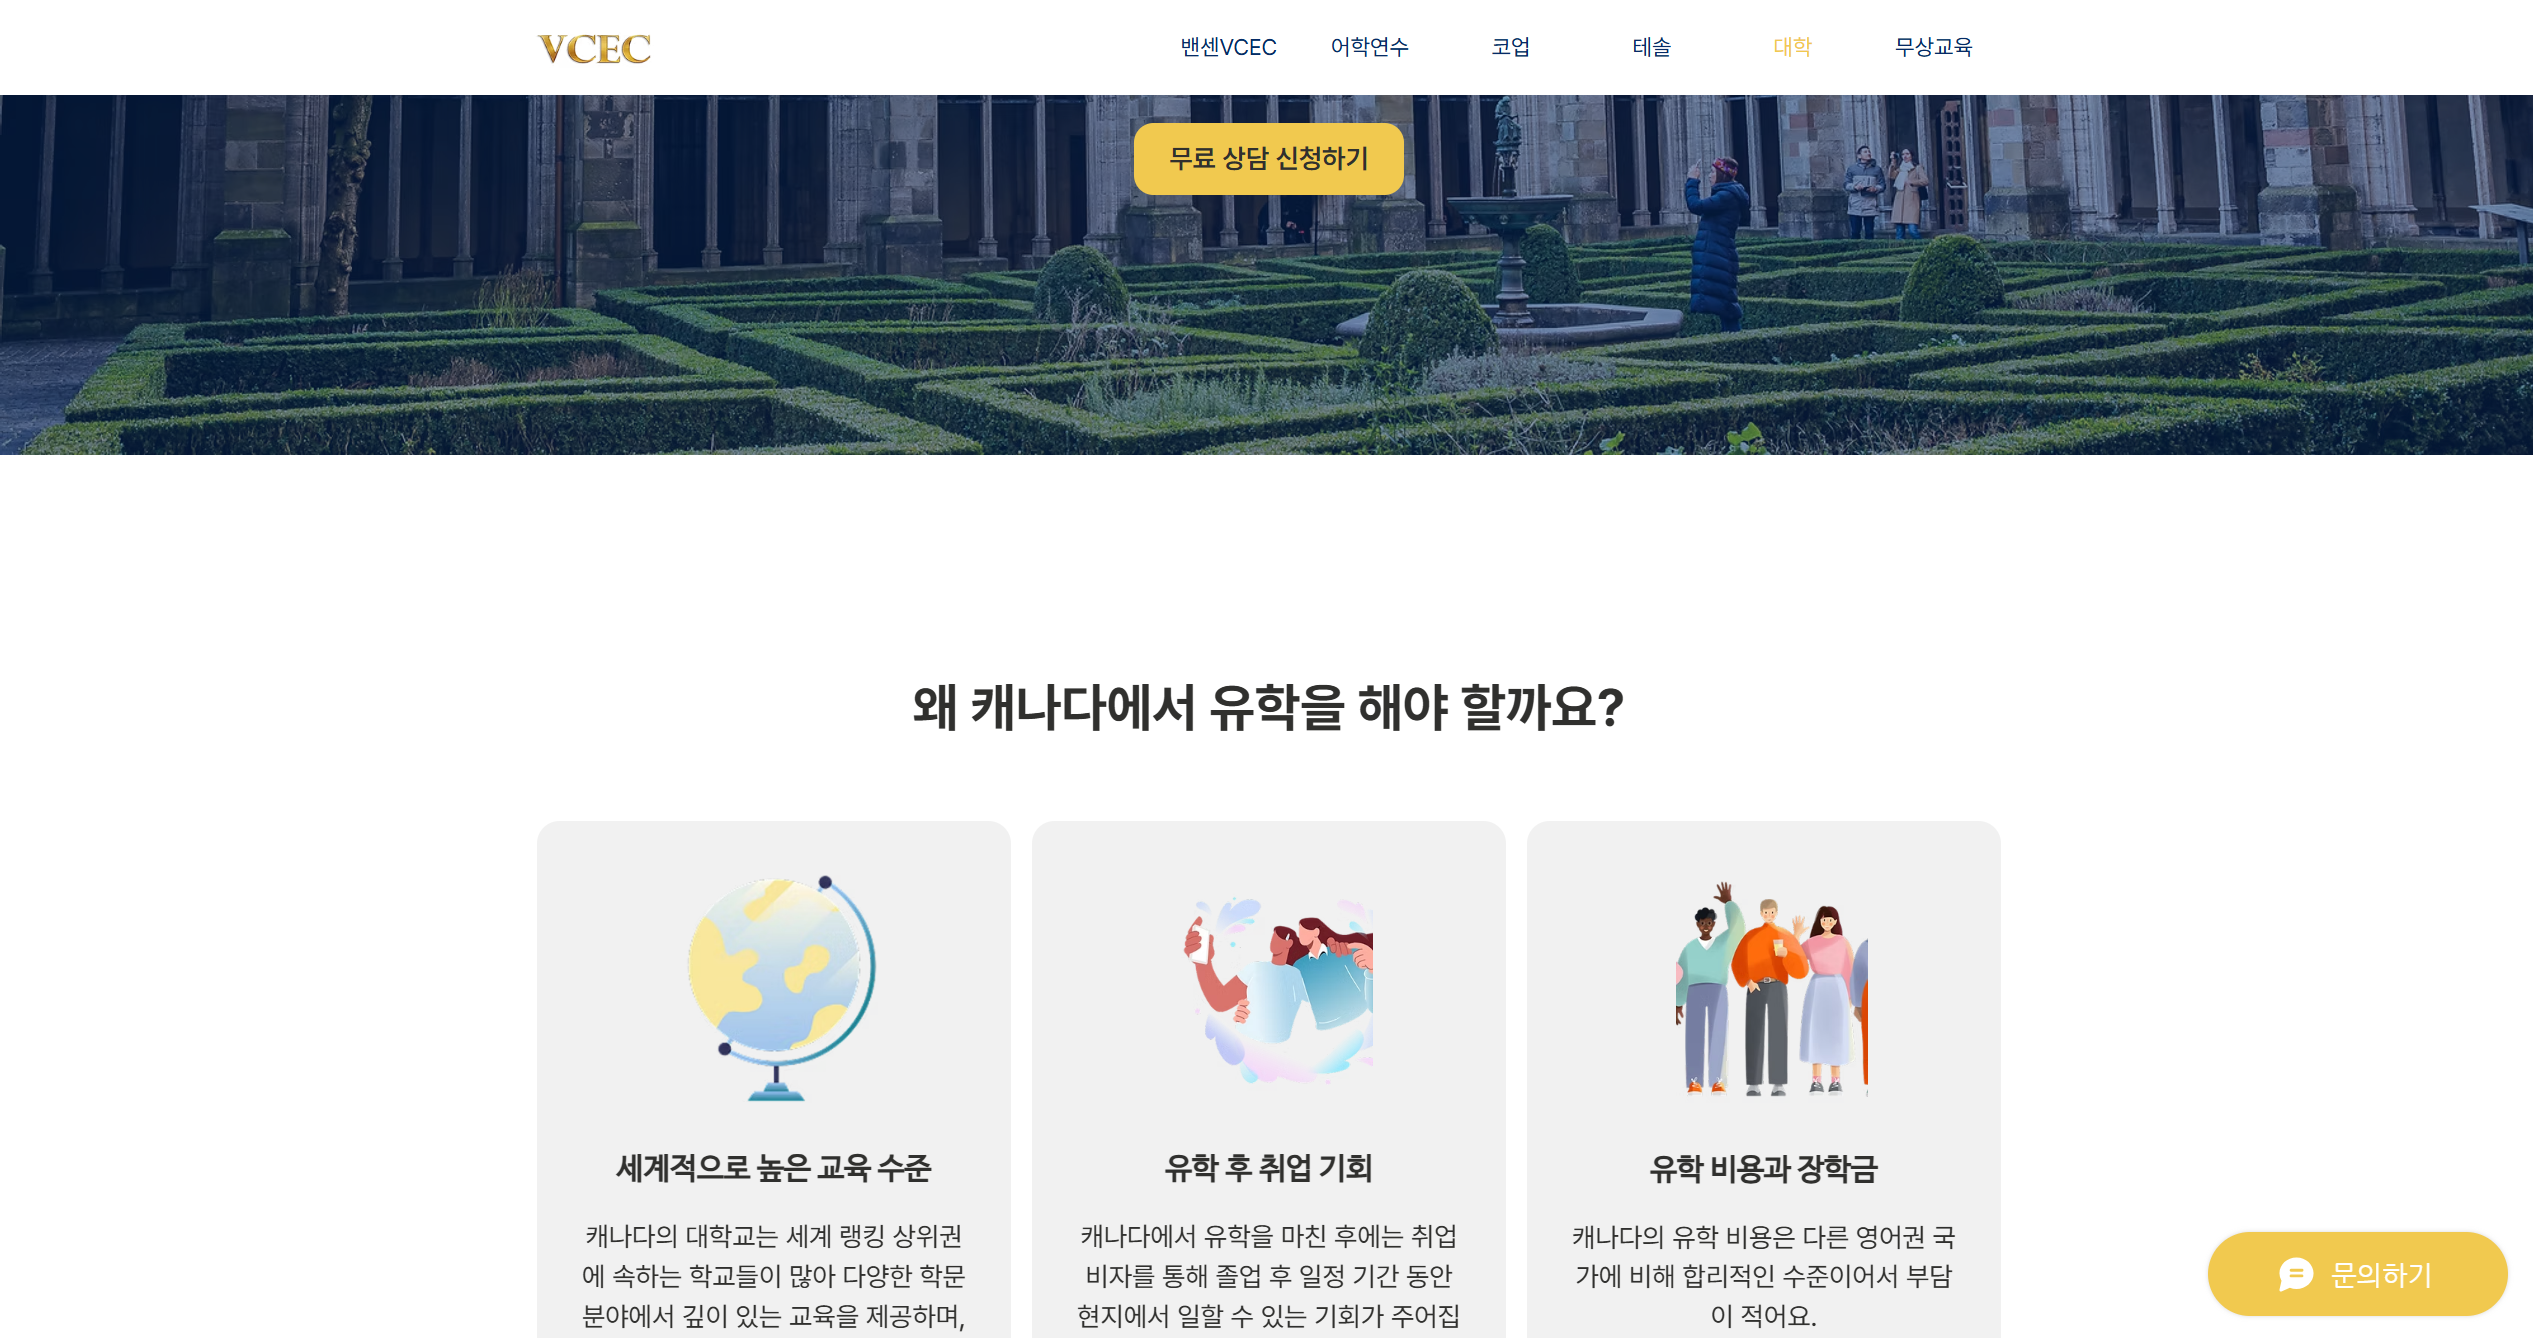 VCEC
밴센VCEC 어학연수 코업 테솔 대학 무상교육
무료 상담 신청하기
왜 캐나다에서 유학을 해야 할까요?
세계적으로 높은 교육 수준
캐나다의 대학교는 세계 랭킹 상위권
에 속하는 학교들이 많아 다양한 학문
분야에서 깊이 있는 교육을 제공하며,
유학 후 취업 기회
캐나다에서 유학을 마친 후에는 취업
비자를 통해 졸업 후 일정 기간 동안
현지에서 일할 수 있는 기회가 주어집
유학 비용과 장학금
캐나다의 유학 비용은 다른 영어권 국
가에 비해 합리적인 수준이어서 부담
이 적어요.
문의하기